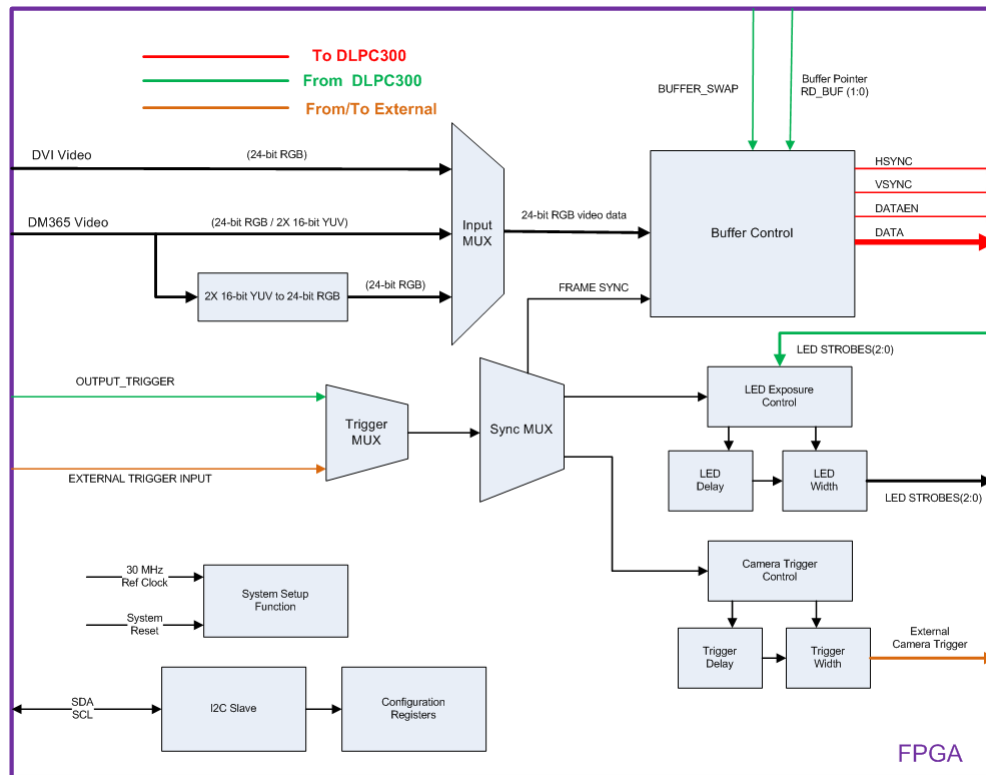 To DLPC300
From DLPC300
From/To External
BUFFER_SWAP
Buffer Pointer
RD_BUF (1:0)
DVI Video
(24-bit RGB)
DM365 Video
(24-bit RGB / 2X 16-bit YUV)
2X 16-bit YUV to 24-bit RGB
(24-bit RGB)
Input
MUX
24-bit RGB video data
FRAME SYNC
Buffer Control
HSYNC
VSYNC
DATAEN
DATA
LED STROBES(2:0)
OUTPUT_TRIGGER
EXTERNAL TRIGGER INPUT
Trigger
MUX
Sync MUX
LED Exposure
Control
LED
Delay
LED
Width
LED STROBES(2:0)
Camera Trigger
Control
Trigger
Delay
Trigger
Width
External
Camera Trigger
30 MHz
Ref Clock
System
Reset
System Setup
Function
SDA
SCL
I2C Slave
Configuration
Registers
FPGA